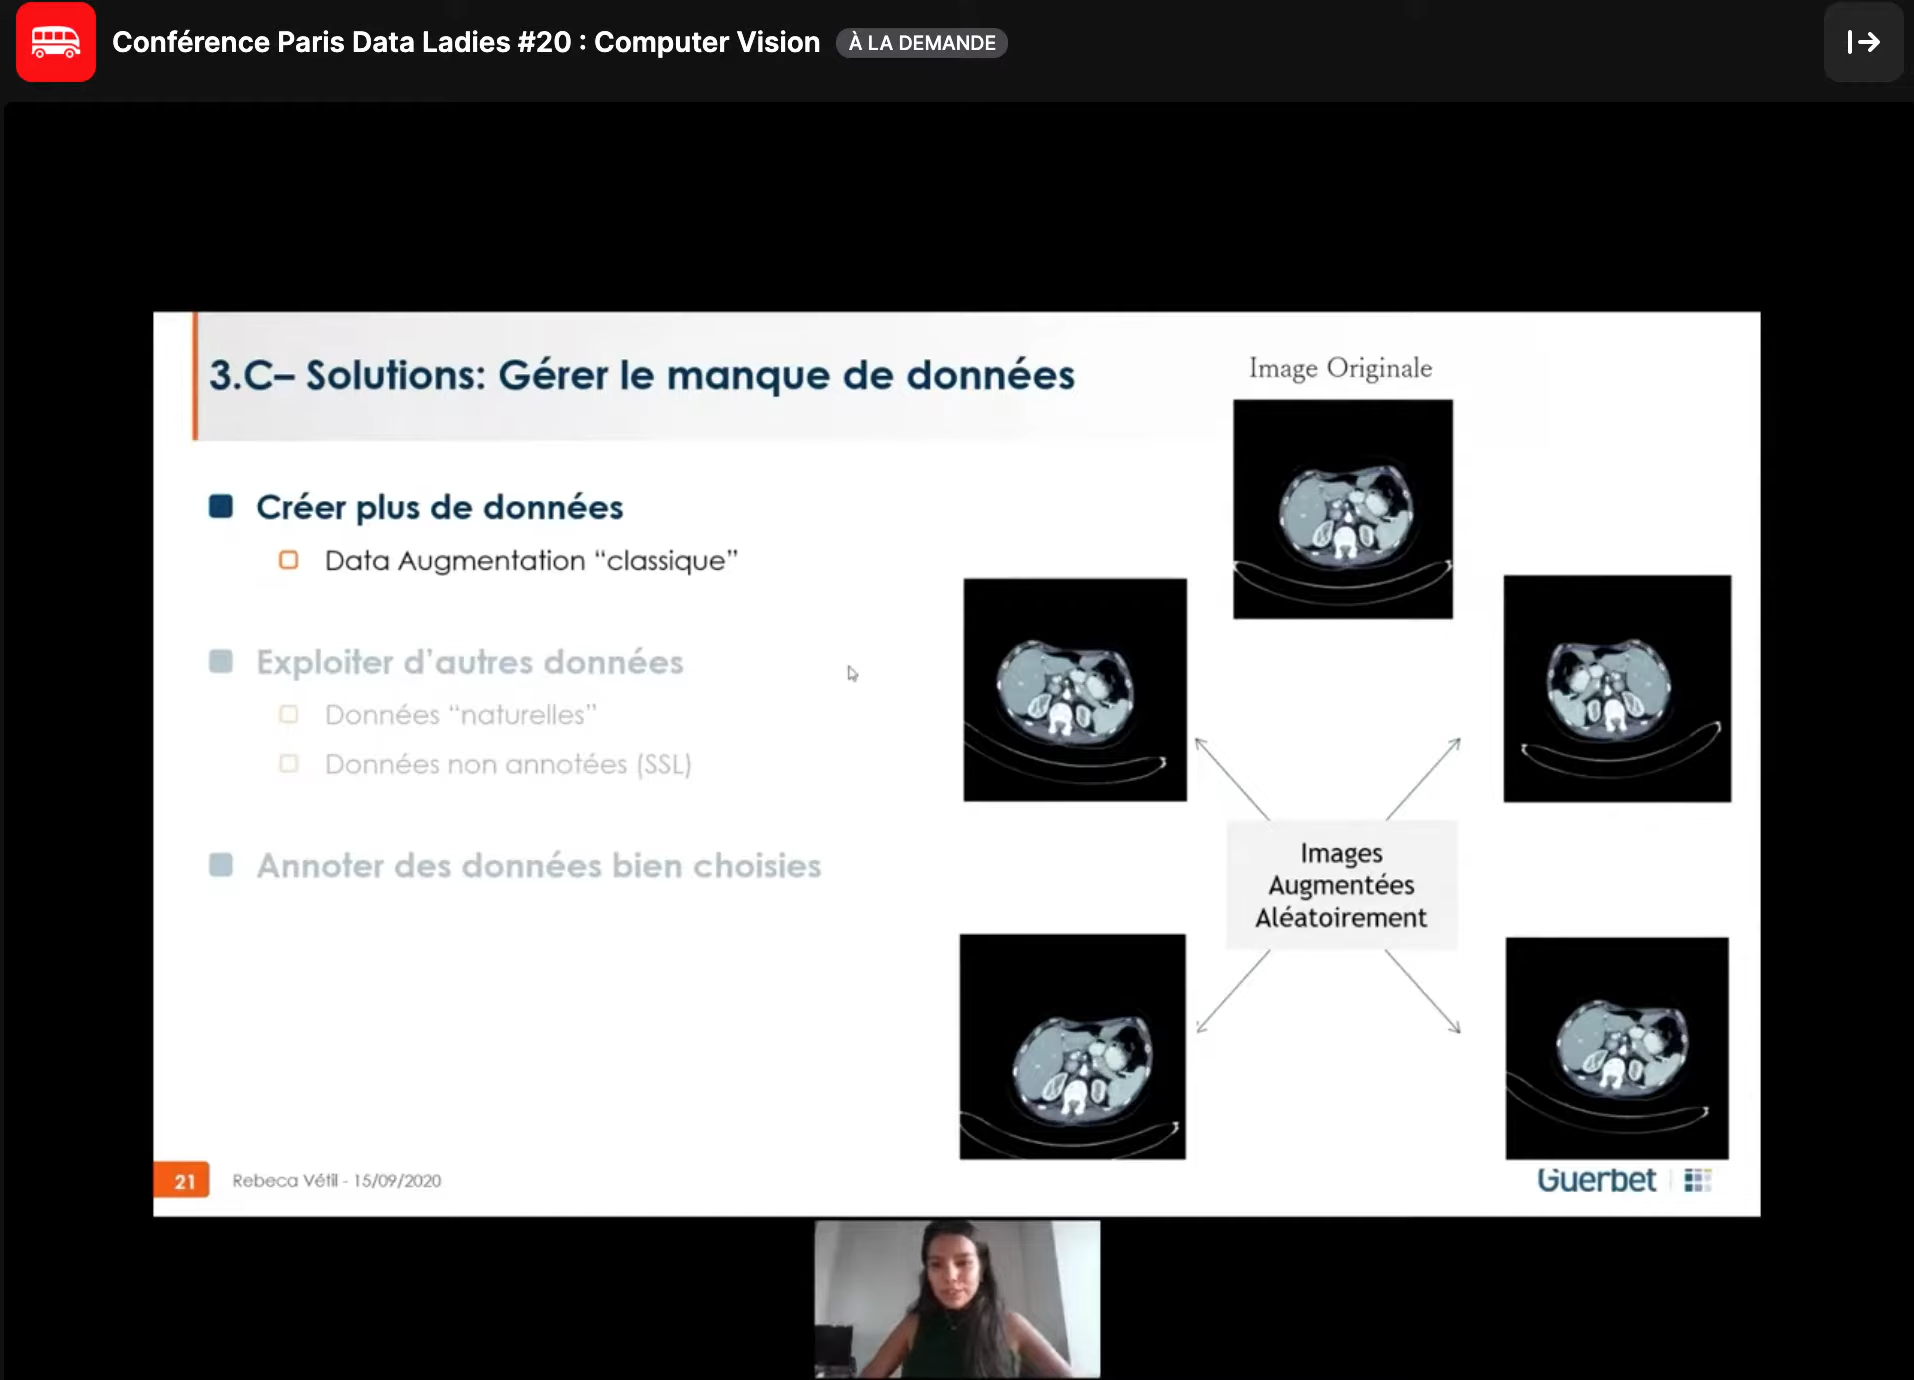 Conférence Paris Data Ladies #20 : Computer Vision
À LA DEMANDE
3.C– Solutions: Gérer le manque de données
Image Originale
Créer plus de données
Data Augmentation “classique”
Exploiter d’autres données
Données “naturelles”
Données non annotées (SSL)
Annoter des données bien choisies
Images
Augmentées
Aléatoirement
21
Rebeca Vétil - 15/09/2020
Guerbet